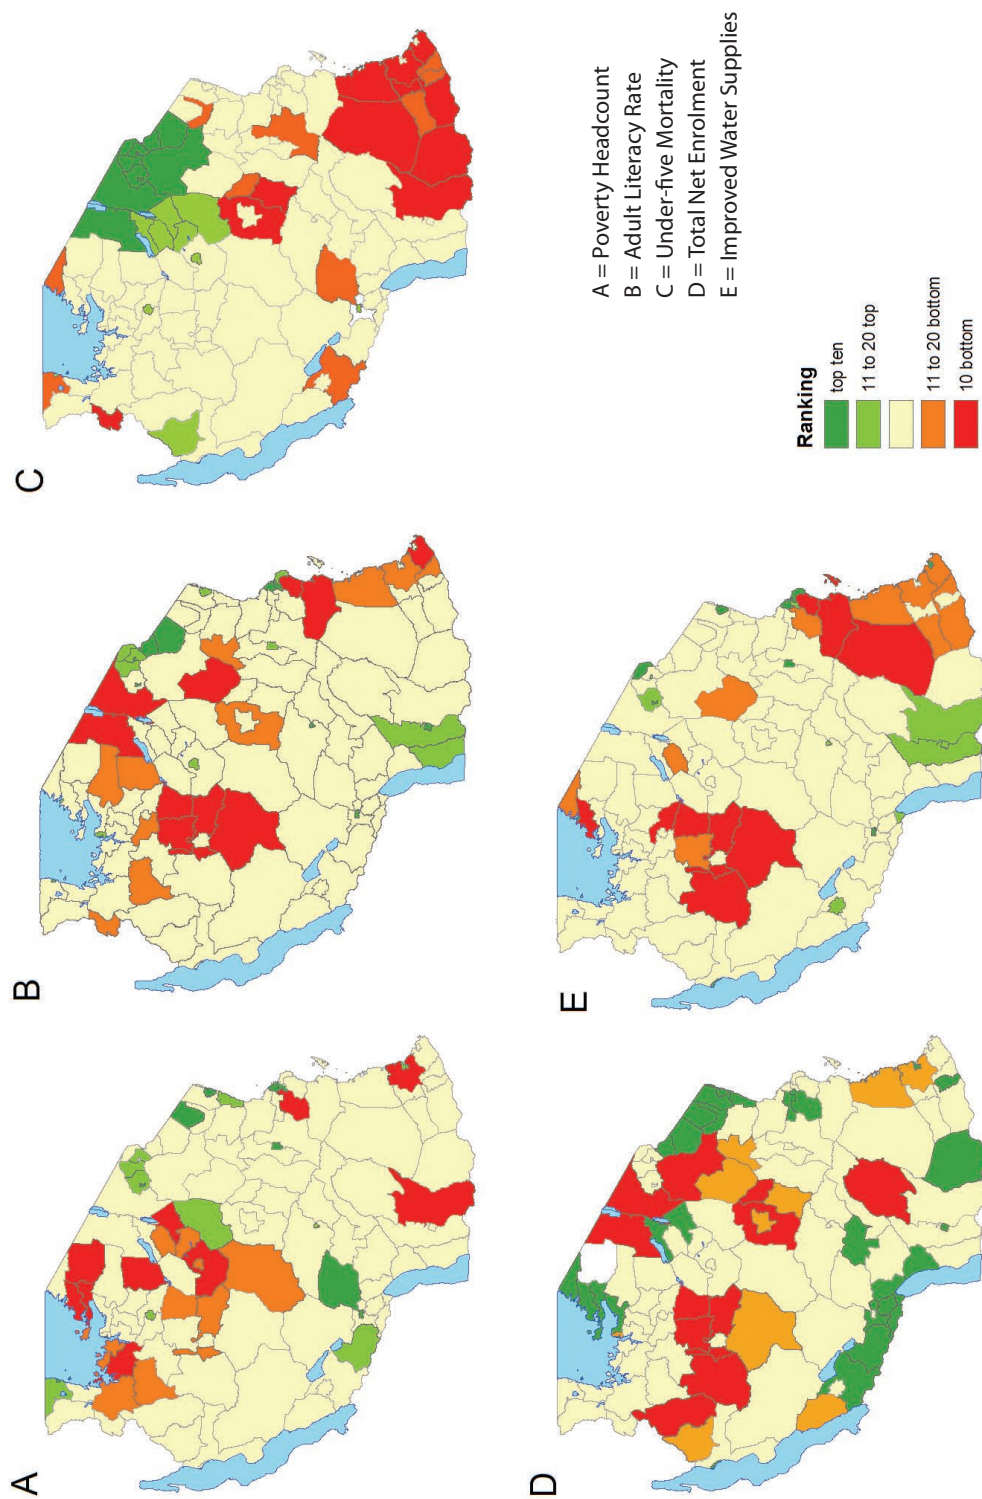 A
B
C
D
E
A = Poverty Headcount
B = Adult Literacy Rate
C = Under-five Mortality
D = Total Net Enrolment
E = Improved Water Supplies
Ranking
top ten
11 to 20 top
11 to 20 bottom
10 bottom